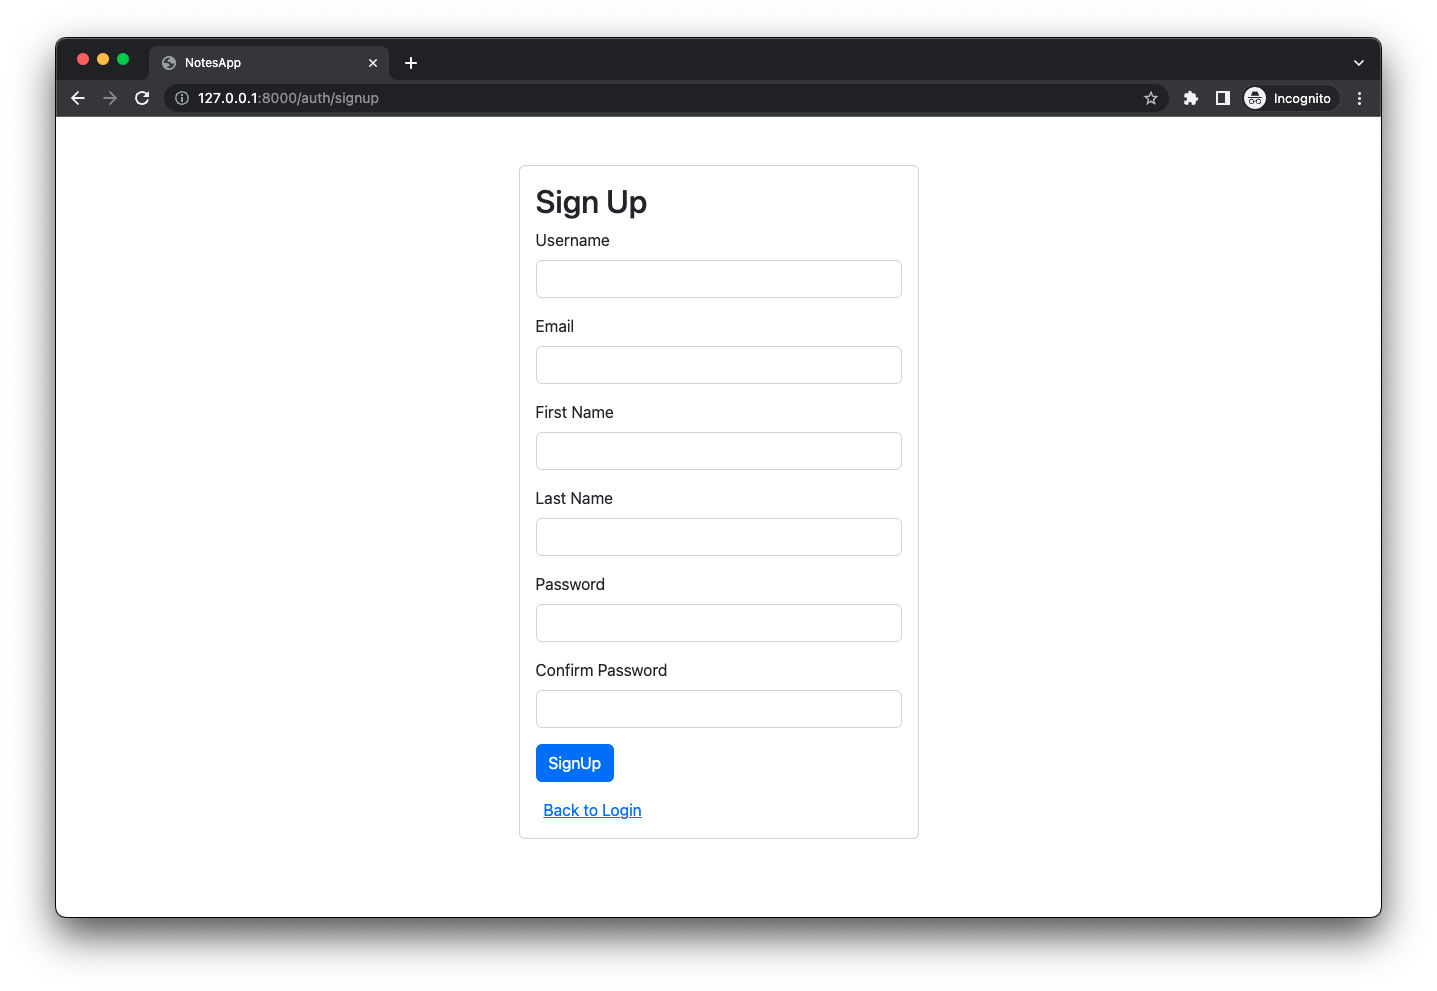 NotesApp
127.0.0.1:8000/auth/signup
Incognito
Sign Up
Username
Email
First Name
Last Name
Password
Confirm Password
SignUp
Back to Login